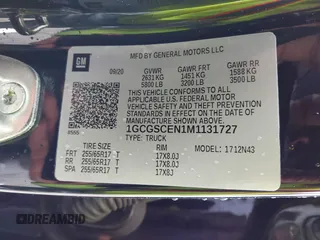 GM
MFD BY GENERAL MOTORS LLC
09/20 GVWR GAWR FRT GAWR RR
2631 KG 1451 KG 1588 KG
5800 LB 3200 LB 3500 LB
THIS VEHICLE CONFORMS TO ALL APPLICABLE
U.S. FEDERAL MOTOR VEHICLE SAFETY, BUMPER,
AND THEFT PREVENTION STANDARDS IN EFFECT ON
THE DATE OF MANUFACTURE SHOWN ABOVE.
1GCGSCEN1M1131727
TYPE: TRUCK
TIRE SIZE RIM MODEL: 1712N43
FRT 255/65R17 T 17X8.0J
RR 255/65R17 T 17X8.0J
SPA 255/65R17 T 17X8J
DREAMBID